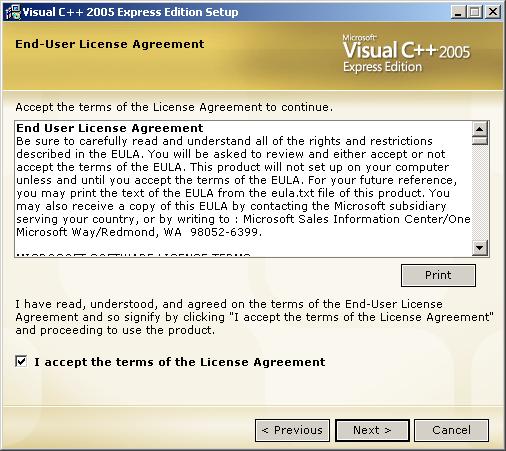 Visual C++ 2005 Express Edition Setup
End-User License Agreement
Microsoft®
Visual C++ 2005
Express Edition
Accept the terms of the License Agreement to continue.
End User License Agreement
Be sure to carefully read and understand all of the rights and restrictions
described in the EULA. You will be asked to review and either accept or not
accept the terms of the EULA. This product will not set up on your computer
unless and until you accept the terms of the EULA. For your future reference,
you may print the text of the EULA from the eula.txt file of this product. You
may also receive a copy of this EULA by contacting the Microsoft subsidiary
serving your country, or by writing to : Microsoft Sales Information Center/One
Microsoft Way/Redmond, WA  98052-6399.
MICROSOFT SOFTWARE LICENSE TERMS
Print
I have read, understood, and agreed on the terms of the End-User License
Agreement and so signify by clicking "I accept the terms of the License Agreement"
and proceeding to use the product.
I accept the terms of the License Agreement
< Previous
Next >
Cancel